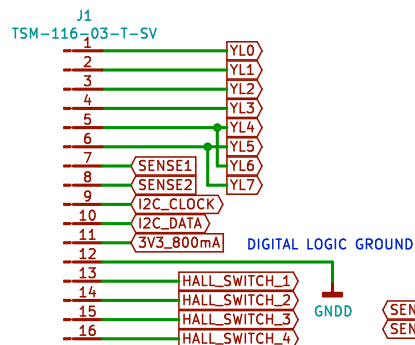 J1
TSM-116-03-T-SV
1 YL0
2 YL1
3 YL2
4 YL3
5 YL4
6 YL5
7 SENSE1 YL6
8 SENSE2 YL7
9 I2C_CLOCK
10 I2C_DATA
11 3V3_800mA DIGITAL LOGIC GROUND
12
13 HALL_SWITCH_1 GNDD
14 HALL_SWITCH_2 SEN
15 HALL_SWITCH_3 SEN
16 HALL_SWITCH_4